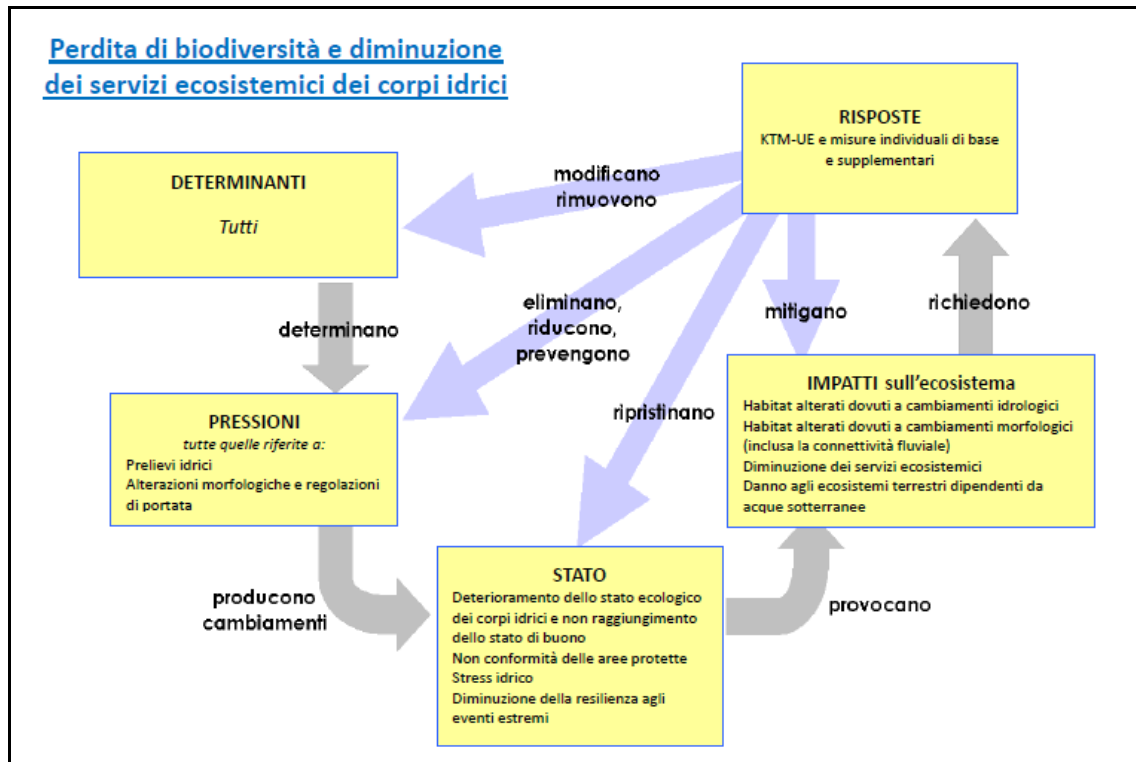 Perdita di biodiversità e diminuzione
dei servizi ecosistemici dei corpi idrici
RISPOSTE
KTM-UE e misure individuali di base
e supplementari
DETERMINANTI
Tutti
modificano
rimuovono
determinano
eliminano,
riducono,
prevengono
mitigano
richiedono
ripristinano
PRESSIONI
tutte quelle riferite a:
Prelievi idrici
Alterazioni morfologiche e regolazioni
di portata
IMPATTI sull'ecosistema
Habitat alterati dovuti a cambiamenti idrologici
Habitat alterati dovuti a cambiamenti morfologici
(inclusa la connettività fluviale)
Diminuzione dei servizi ecosistemici
Danno agli ecosistemi terrestri dipendenti da
acque sotterranee
producono
cambiamenti
STATO
Deterioramento dello stato ecologico
dei corpi idrici e non raggiungimento
dello stato di buono
Non conformità delle aree protette
Stress idrico
Diminuzione della resilienza agli
eventi estremi
provocano